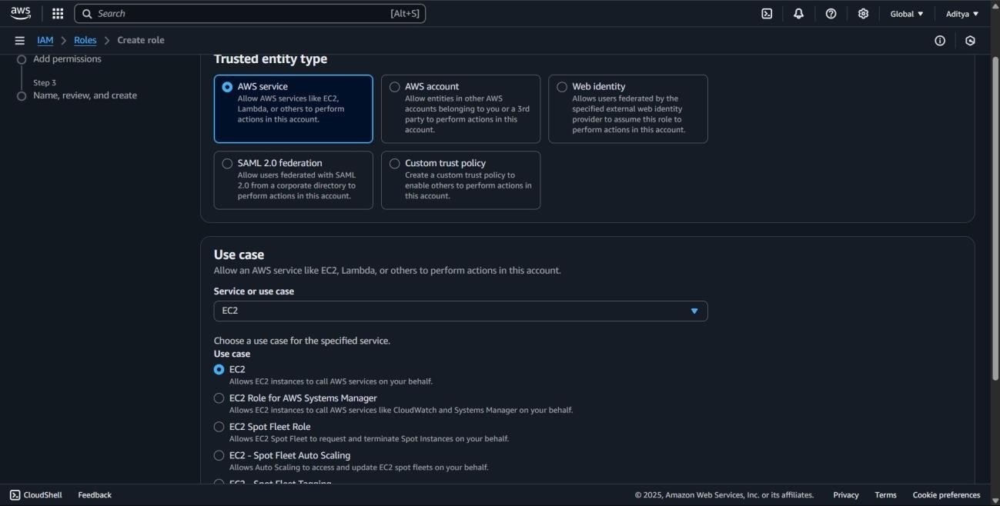 aws
Search
[Alt+S]
Global ▼
Aditya ▼
IAM
Roles
Create role
Add permissions
Step 3
Name, review, and create
Trusted entity type
AWS service
Allow AWS services like EC2,
Lambda, or others to perform
actions in this account.
AWS account
Allow entities in other AWS
accounts belonging to you or a 3rd
party to perform actions in this
account.
Web identity
Allows users federated by the
specified external web identity
provider to assume this role to
perform actions in this account.
SAML 2.0 federation
Allow users federated with SAML
2.0 from a corporate directory to
perform actions in this account.
Custom trust policy
Create a custom trust policy to
enable others to perform actions in
this account.
Use case
Allow an AWS service like EC2, Lambda, or others to perform actions in this account.
Service or use case
EC2
Choose a use case for the specified service.
Use case
EC2
Allows EC2 instances to call AWS services on your behalf.
EC2 Role for AWS Systems Manager
Allows EC2 instances to call AWS services like CloudWatch and Systems Manager on your behalf.
EC2 Spot Fleet Role
Allows EC2 Spot Fleet to request and terminate Spot Instances on your behalf.
EC2 - Spot Fleet Auto Scaling
Allows Auto Scaling to access and update EC2 spot fleets on your behalf.
EC2 - Spot Fleet Tagging
CloudShell
Feedback
© 2025, Amazon Web Services, Inc. or its affiliates.
Privacy
Terms
Cookie preferences